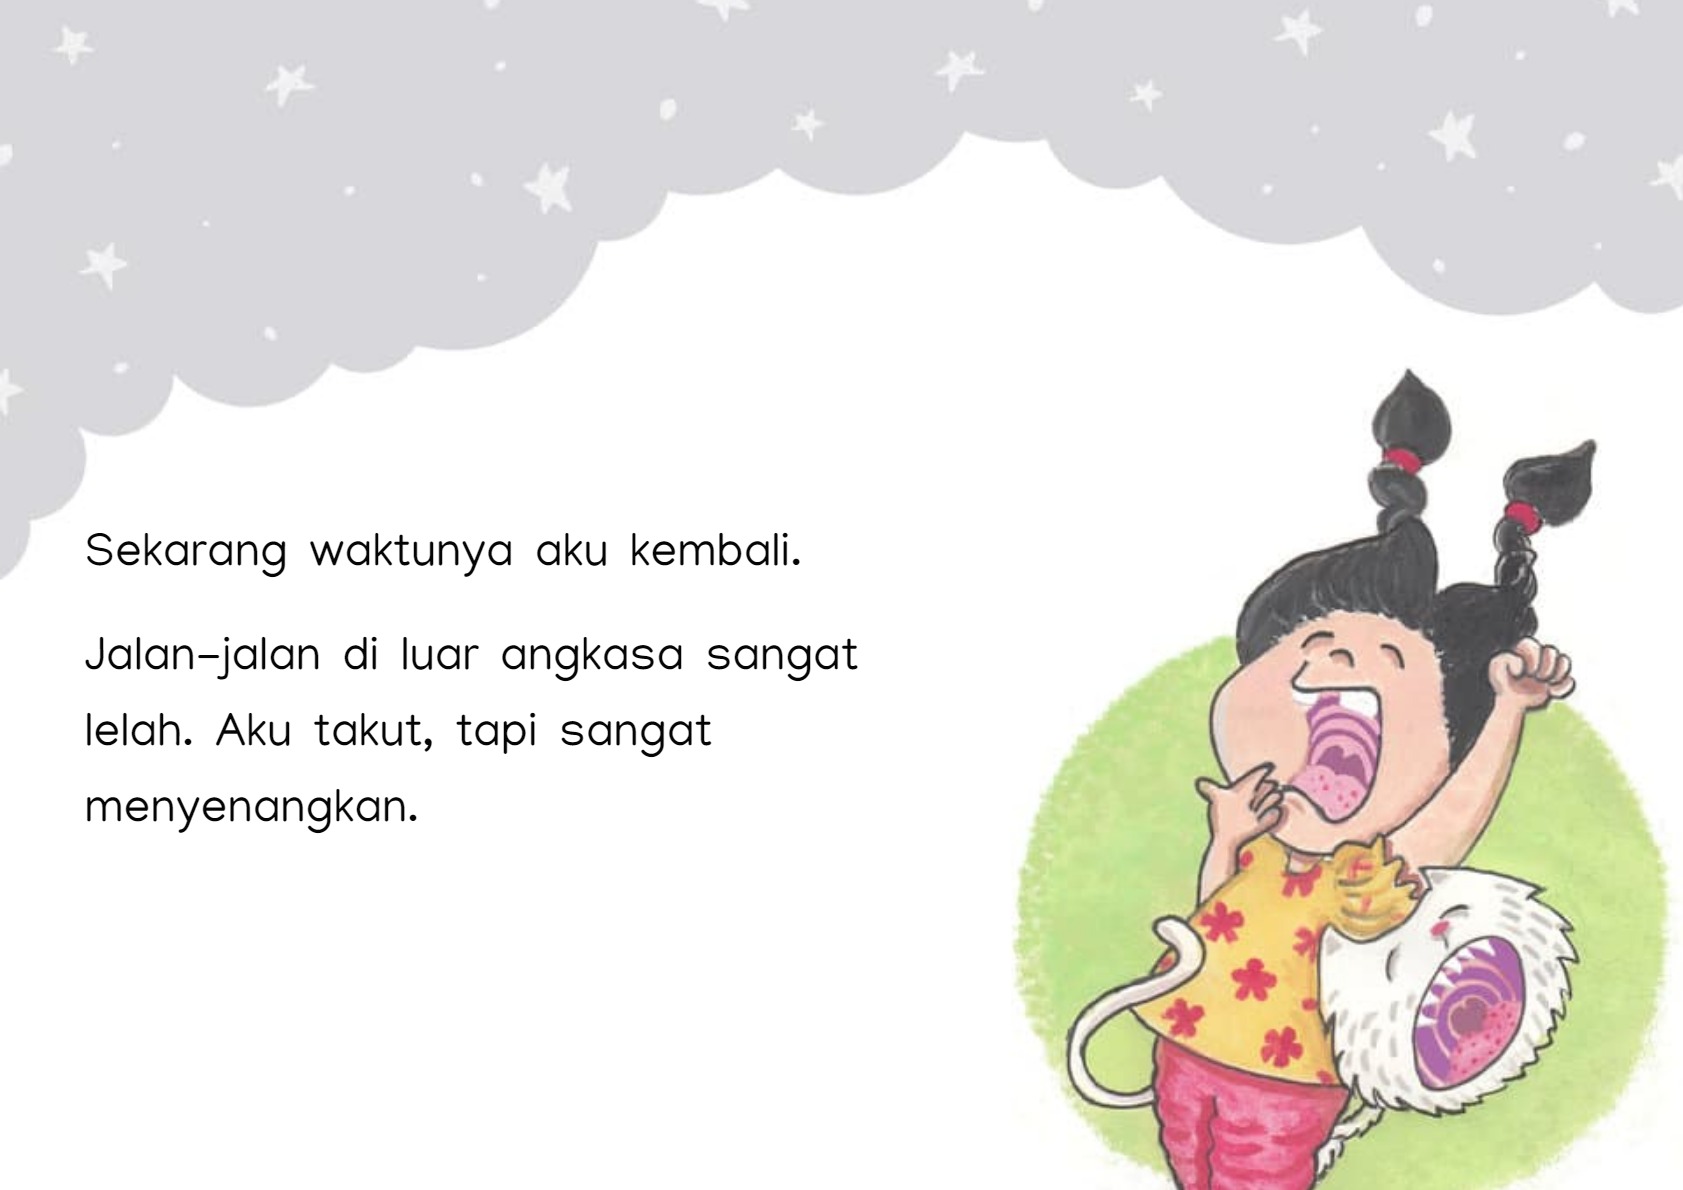 Sekarang waktunya aku kembali.
Jalan-jalan di luar angkasa sangat
lelah. Aku takut, tapi sangat
menyenangkan.